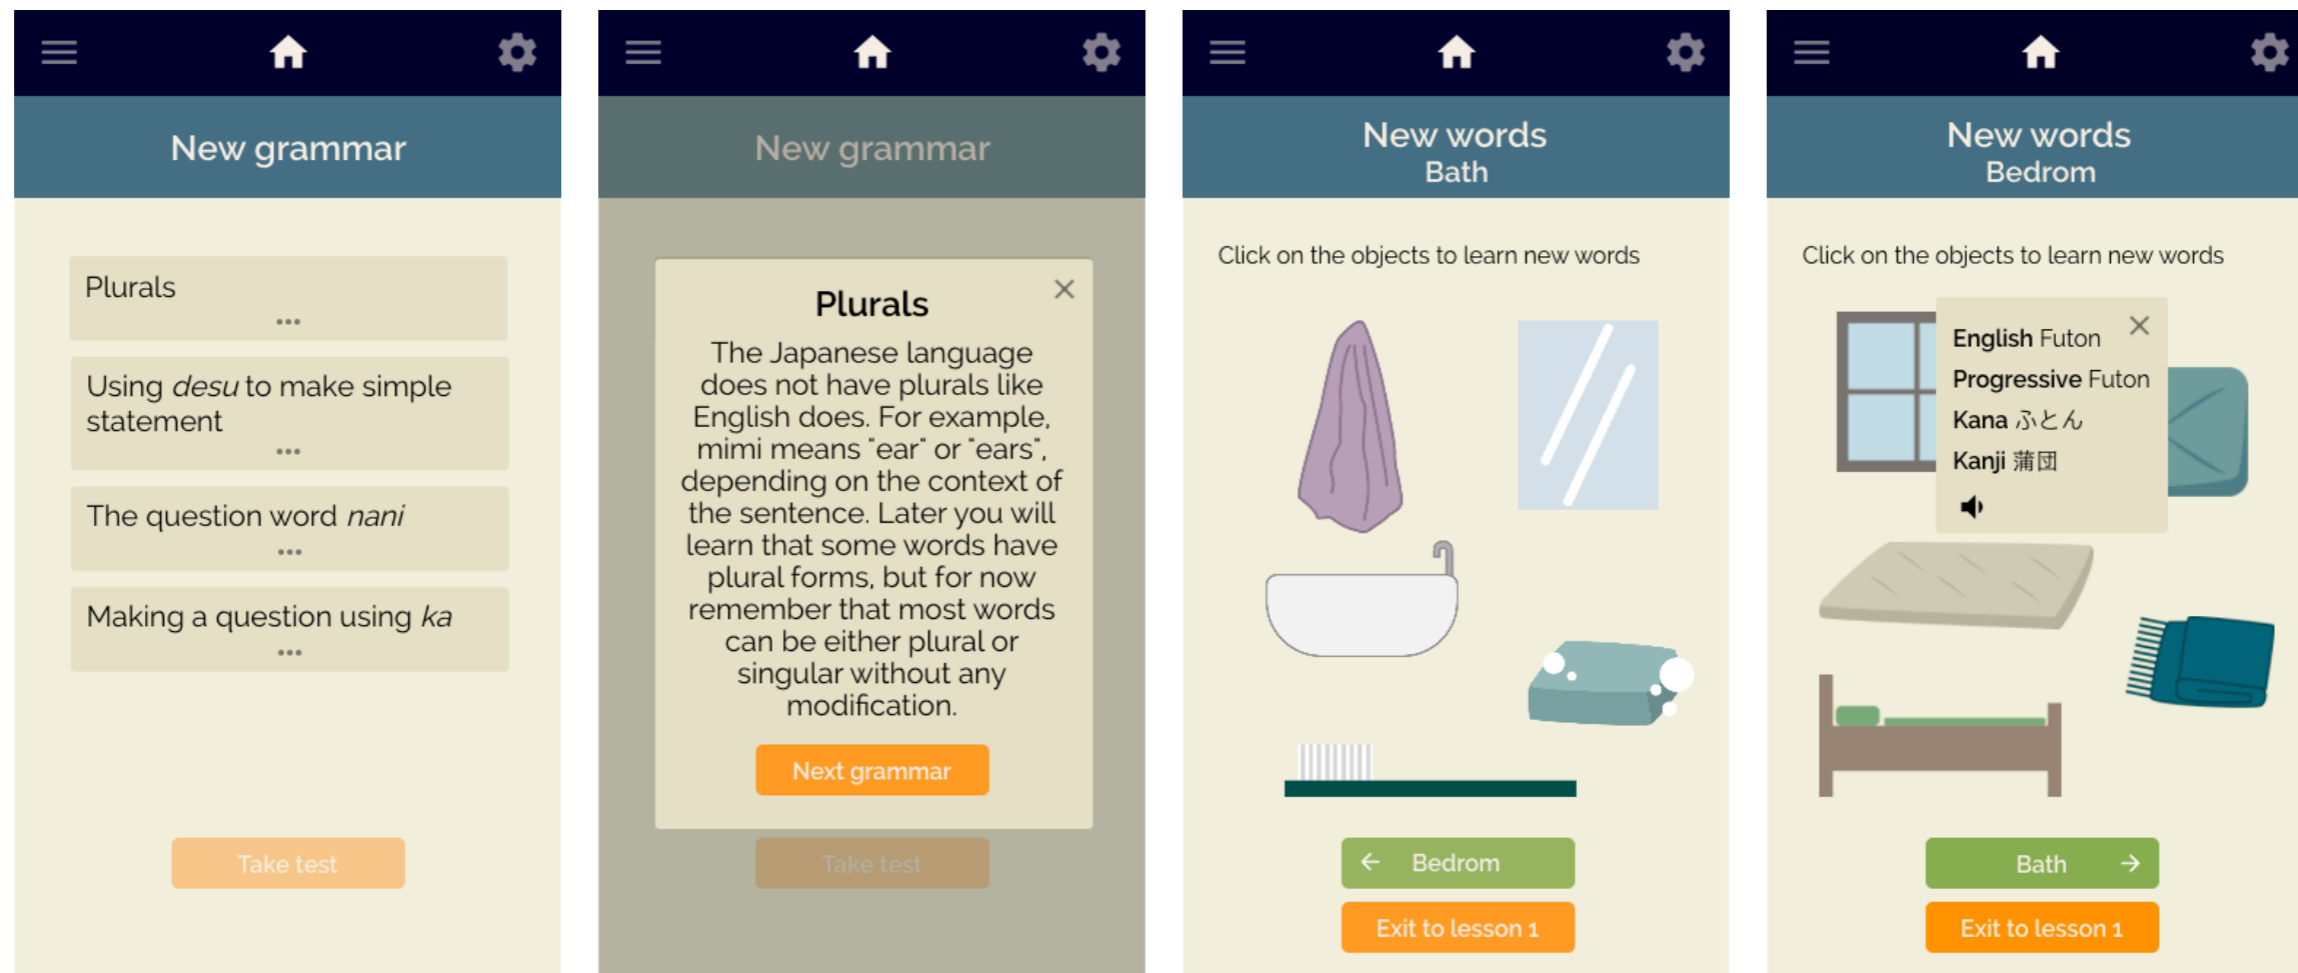 New grammar
Plurals
...
Using desu to make simple
statement
...
The question word nani
...
Making a question using ka
...
Take test
New grammar
Plurals
The Japanese language
does not have plurals like
English does. For example,
mimi means "ear" or "ears",
depending on the context of
the sentence. Later you will
learn that some words have
plural forms, but for now
remember that most words
can be either plural or
singular without any
modification.
Next grammar
Take test
New words
Bath
Click on the objects to learn new words
Bedrom
Exit to lesson 1
New words
Bedrom
Click on the objects to learn new words
English Futon
Progressive Futon
Kana ふとん
Kanji 蒲団
Bath
Exit to lesson 1